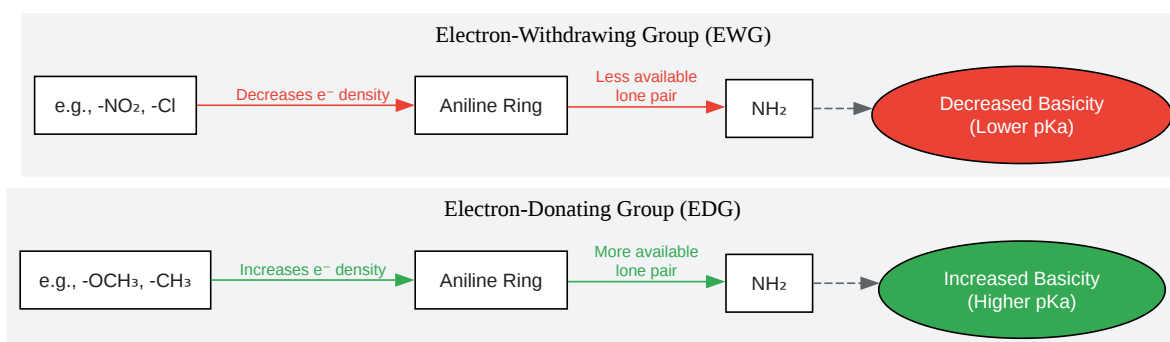 Electron-Withdrawing Group (EWG)
e.g., -NO₂, -Cl
Decreases e⁻ density
Aniline Ring
Less available
lone pair
NH₂
Decreased Basicity
(Lower pKa)
Electron-Donating Group (EDG)
e.g., -OCH₃, -CH₃
Increases e⁻ density
Aniline Ring
More available
lone pair
NH₂
Increased Basicity
(Higher pKa)